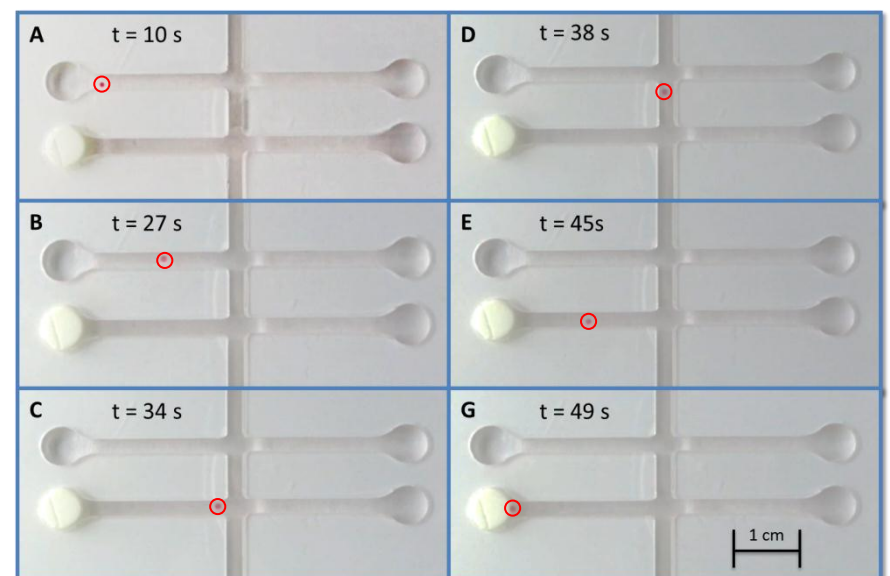 A t = 10 s
B t = 27 s
C t = 34 s
D t = 38 s
E t = 45s
G t = 49 s
1 cm